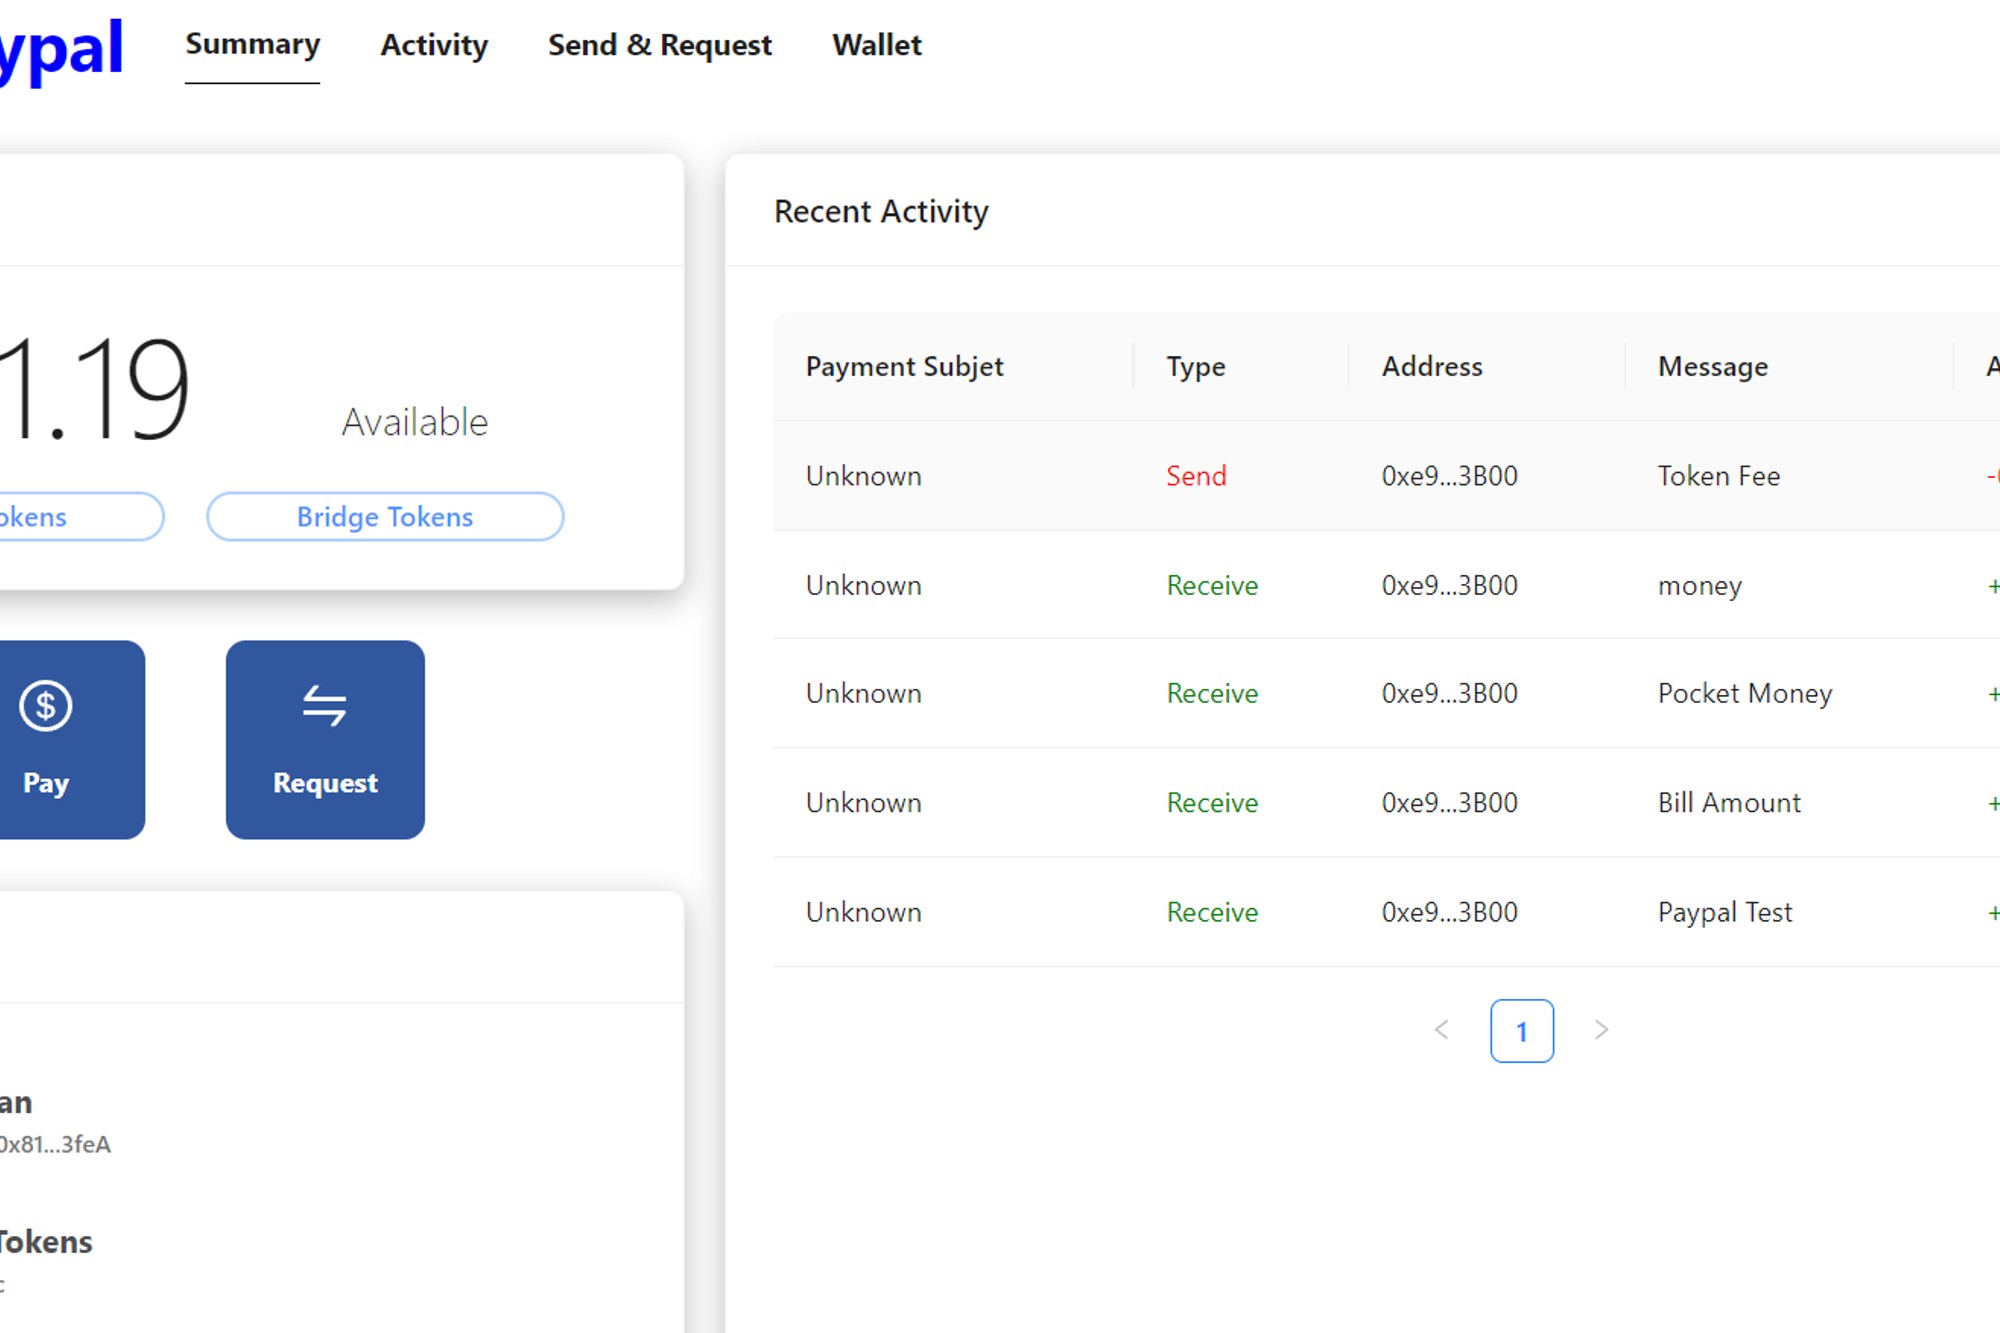 ypal Summary Activity Send & Request Wallet
Recent Activity
1.19 Available
okens Bridge Tokens
Pay Request
an
0x81...3feA
Tokens
c
Payment Subjet Type Address Message A
Unknown Send 0xe9...3B00 Token Fee -
Unknown Receive 0xe9...3B00 money +
Unknown Receive 0xe9...3B00 Pocket Money +
Unknown Receive 0xe9...3B00 Bill Amount +
Unknown Receive 0xe9...3B00 Paypal Test +
< 1 >